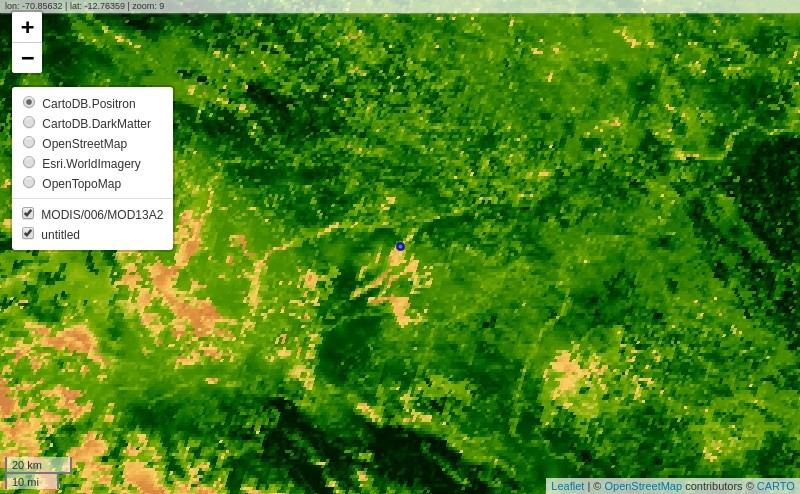 lon: -70.85632 | lat: -12.76359 | zoom: 9
+
−
CartoDB.Positron
CartoDB.DarkMatter
OpenStreetMap
Esri.WorldImagery
OpenTopoMap
MODIS/006/MOD13A2
untitled
20 km
10 mi
Leaflet | © OpenStreetMap contributors © CARTO